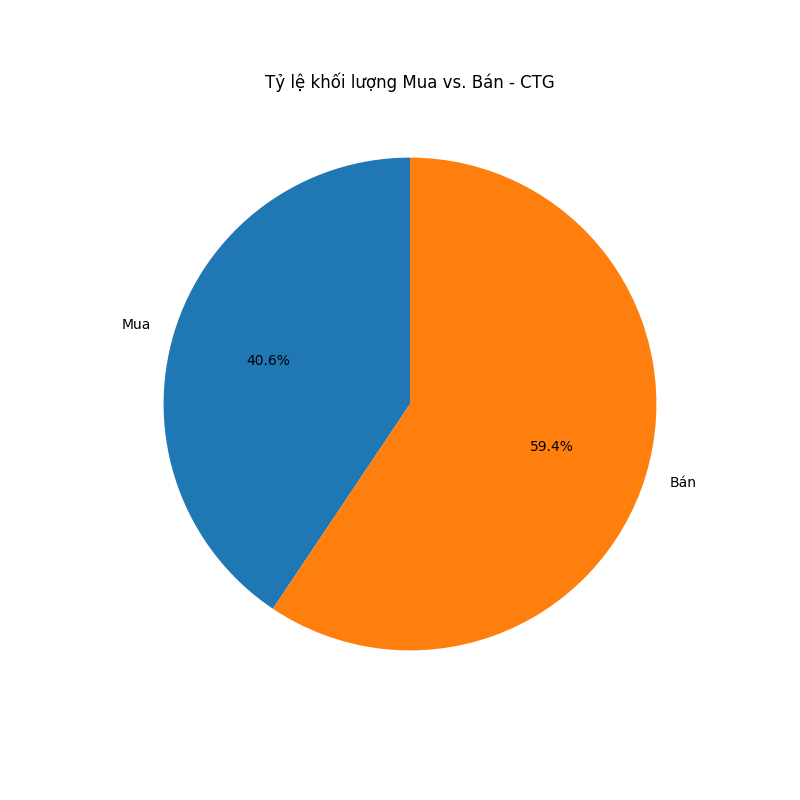 Tỷ lệ khối lượng Mua vs. Bán - CTG
Mua
40.6%
59.4%
Bán